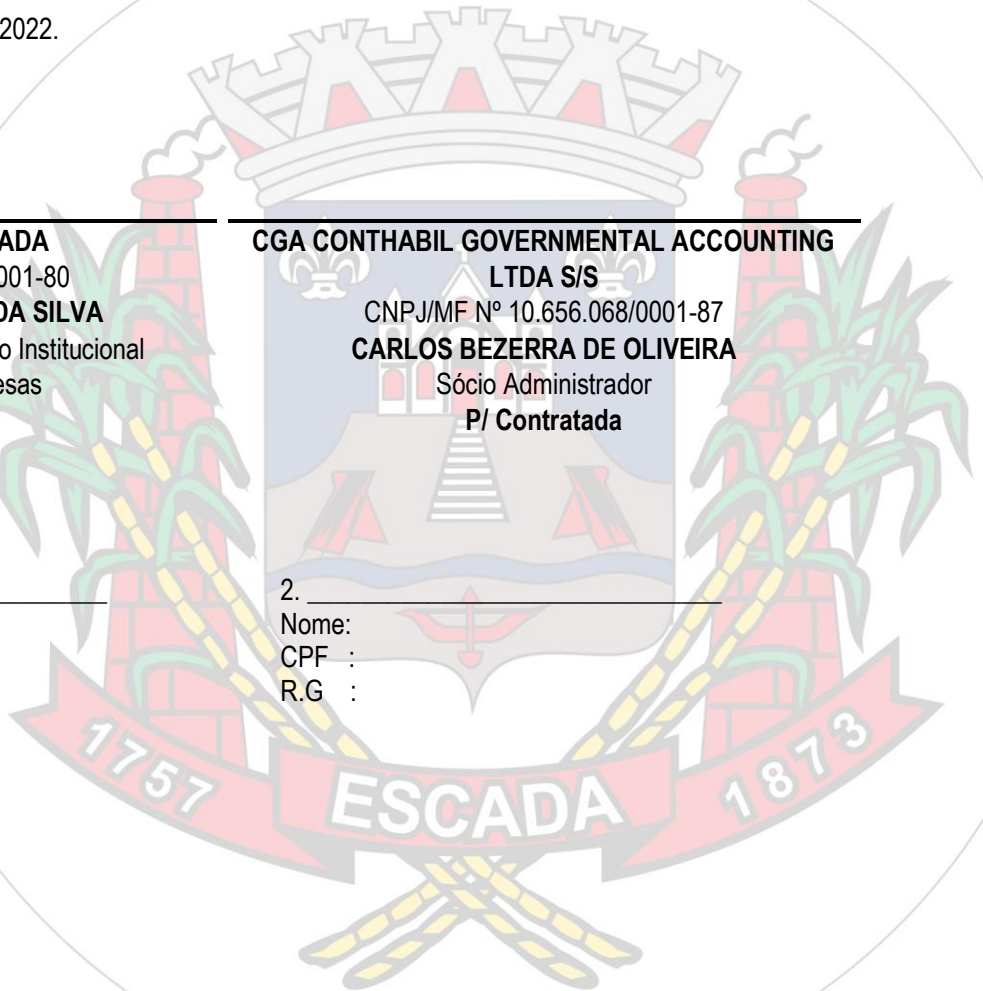 2022.
ADA
001-80
DA SILVA
o Institucional
esas
CGA CONTHABIL GOVERNMENTAL ACCOUNTING
LTDA S/S
CNPJ/MF Nº 10.656.068/0001-87
CARLOS BEZERRA DE OLIVEIRA
Sócio Administrador
P/ Contratada
2. ______________________________
Nome:
CPF :
R.G :
1757
ESCADA
1873